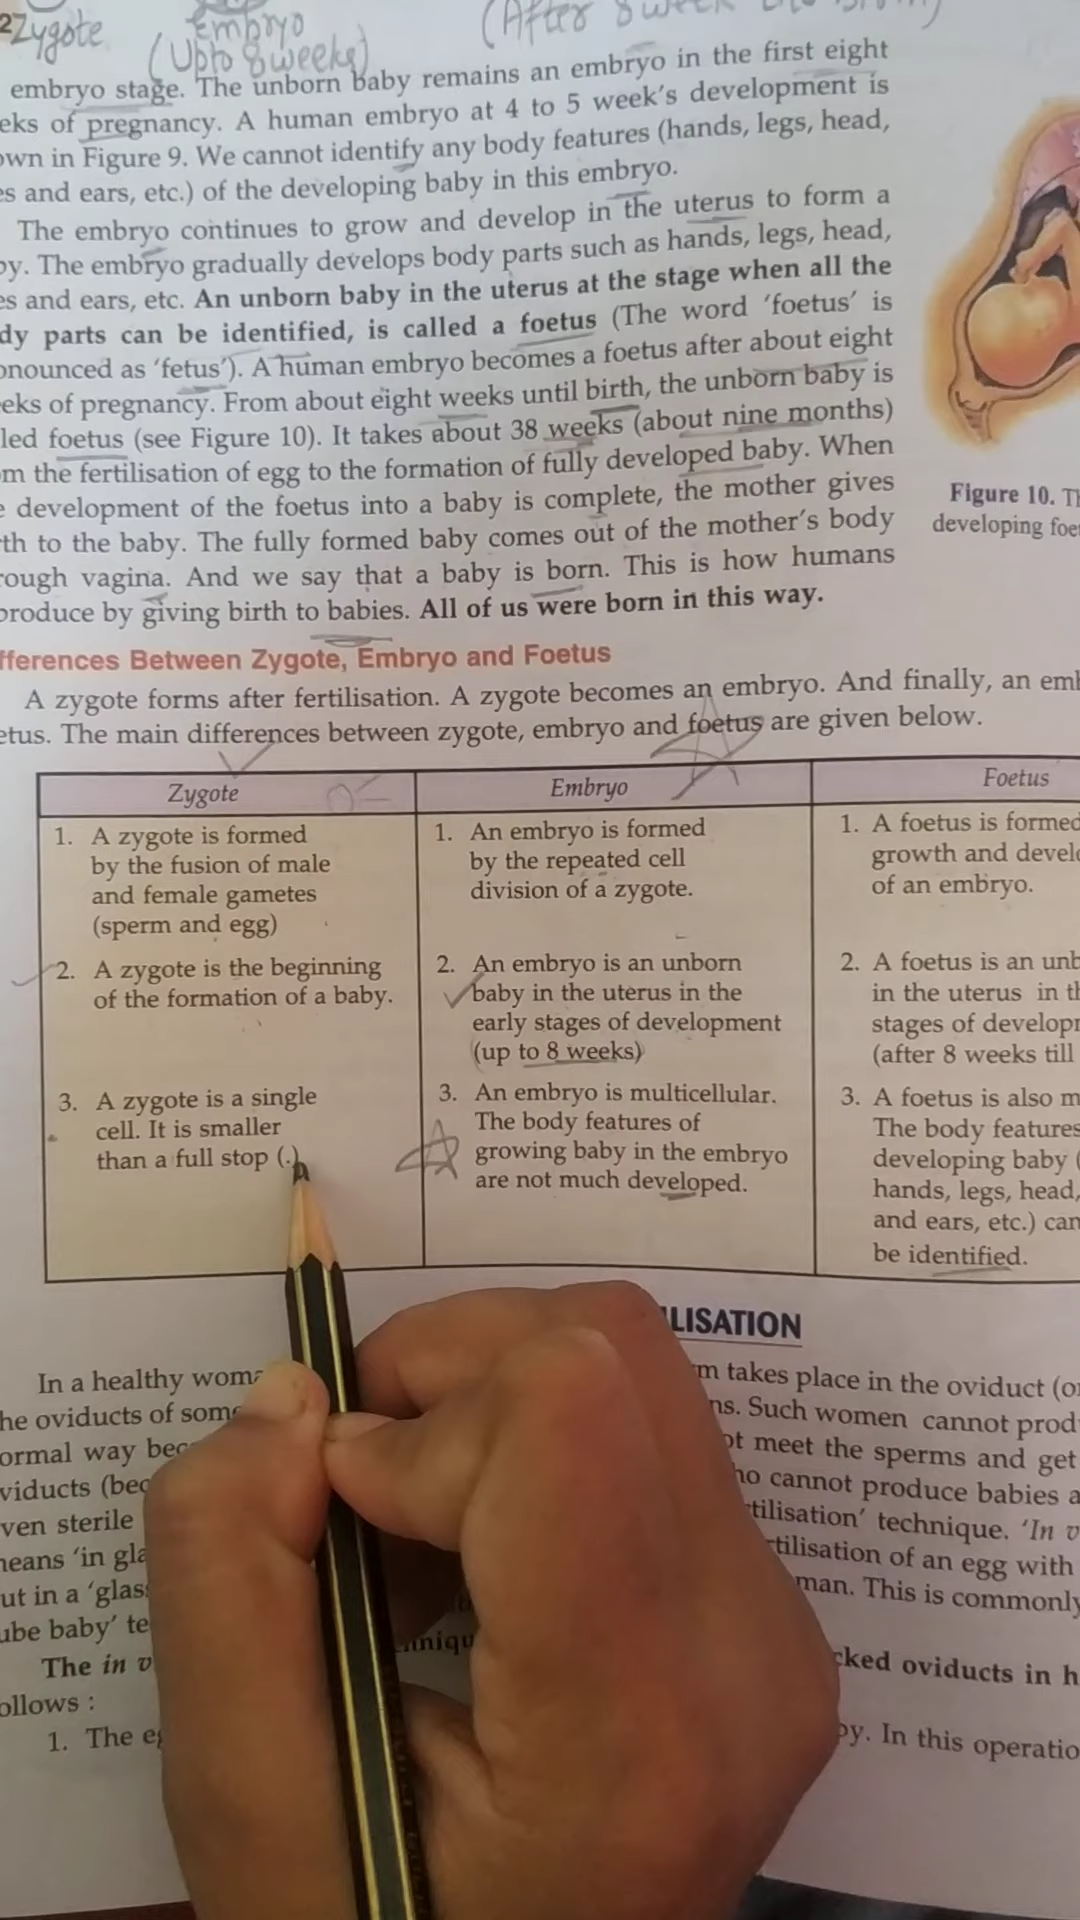 Zygote
Embryo
(Upto 8 weeks)
(After 8 week
embryo stage. The unborn baby remains an embryo in the first eight
eks of pregnancy. A human embryo at 4 to 5 week's development is
own in Figure 9. We cannot identify any body features (hands, legs, head,
es and ears, etc.) of the developing baby in this embryo.
The embryo continues to grow and develop in the uterus to form a
by. The embryo gradually develops body parts such as hands, legs, head,
es and ears, etc. An unborn baby in the uterus at the stage when all the
dy parts can be identified, is called a foetus (The word 'foetus' is
onounced as 'fetus'). A human embryo becomes a foetus after about eight
eks of pregnancy. From about eight weeks until birth, the unborn baby is
led foetus (see Figure 10). It takes about 38 weeks (about nine months)
m the fertilisation of egg to the formation of fully developed baby. When
e development of the foetus into a baby is complete, the mother gives
th to the baby. The fully formed baby comes out of the mother's body
rough vagina. And we say that a baby is born. This is how humans
produce by giving birth to babies. All of us were born in this way.
Figure 10. Th
developing foe
fferences Between Zygote, Embryo and Foetus
A zygote forms after fertilisation. A zygote becomes an embryo. And finally, an emb
etus. The main differences between zygote, embryo and foetus are given below.
Zygote
1. A zygote is formed
by the fusion of male
and female gametes
(sperm and egg)
2. A zygote is the beginning
of the formation of a baby.
3. A zygote is a single
cell. It is smaller
than a full stop (.)
Embryo
1. An embryo is formed
by the repeated cell
division of a zygote.
2. An embryo is an unborn
baby in the uterus in the
early stages of development
(up to 8 weeks)
3. An embryo is multicellular.
The body features of
growing baby in the embryo
are not much developed.
Foetus
1. A foetus is formed
growth and develo
of an embryo.
2. A foetus is an unb
in the uterus in th
stages of developm
(after 8 weeks till
3. A foetus is also m
The body features
developing baby (
hands, legs, head,
and ears, etc.) can
be identified.
LISATION
In a healthy woma
m takes place in the oviduct (or
he oviducts of some
ns. Such women cannot prod
ormal way bec
ot meet the sperms and get
viducts (bec
ho cannot produce babies a
ven sterile
tilisation' technique. 'In v
means 'in gla
tilisation of an egg with
ut in a 'glass
man. This is commonly
ube baby' te
The in v
niqu
cked oviducts in h
ollows :
1. The eg
py. In this operatio